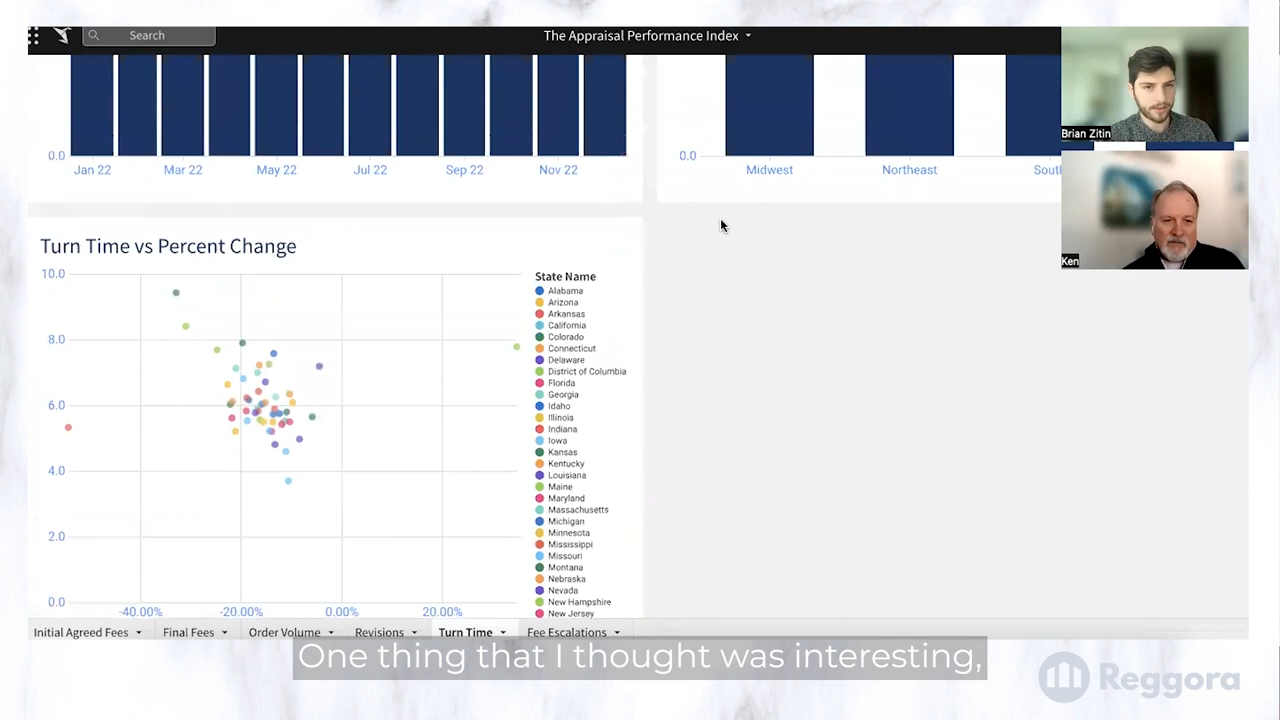 Search
The Appraisal Performance Index
0.0
Jan 22 Mar 22 May 22 Jul 22 Sep 22 Nov 22
0.0
Midwest Northeast
Brian Zitin
Ken
Turn Time vs Percent Change
10.0
8.0
6.0
4.0
2.0
0.0
-40.00% -20.00% 0.00% 20.00%
State Name
Alabama
Arizona
Arkansas
California
Colorado
Connecticut
Delaware
District of Columbia
Florida
Georgia
Idaho
Illinois
Indiana
Iowa
Kansas
Kentucky
Louisiana
Maine
Maryland
Massachusetts
Michigan
Minnesota
Mississippi
Missouri
Montana
Nebraska
Nevada
New Hampshire
New Jersey
Initial Agreed Fees Final Fees Order Volume Revisions Turn Time Fee Escalations
One thing that I thought was interesting,
Reggora